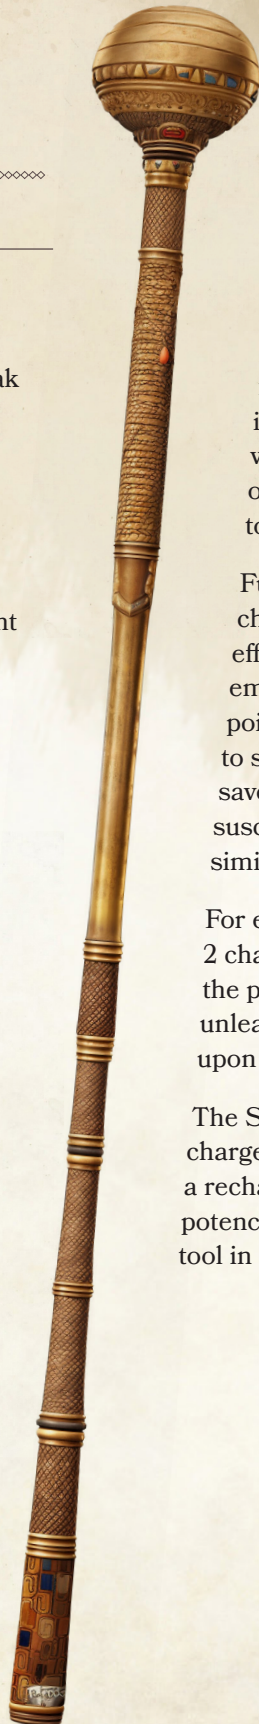 ak
nt
i
v
o
to
Fu
ch
eff
em
poi
to s
save
susc
simi
For e
2 cha
the p
unlea
upon
The S
charge
a recha
potenc
tool in